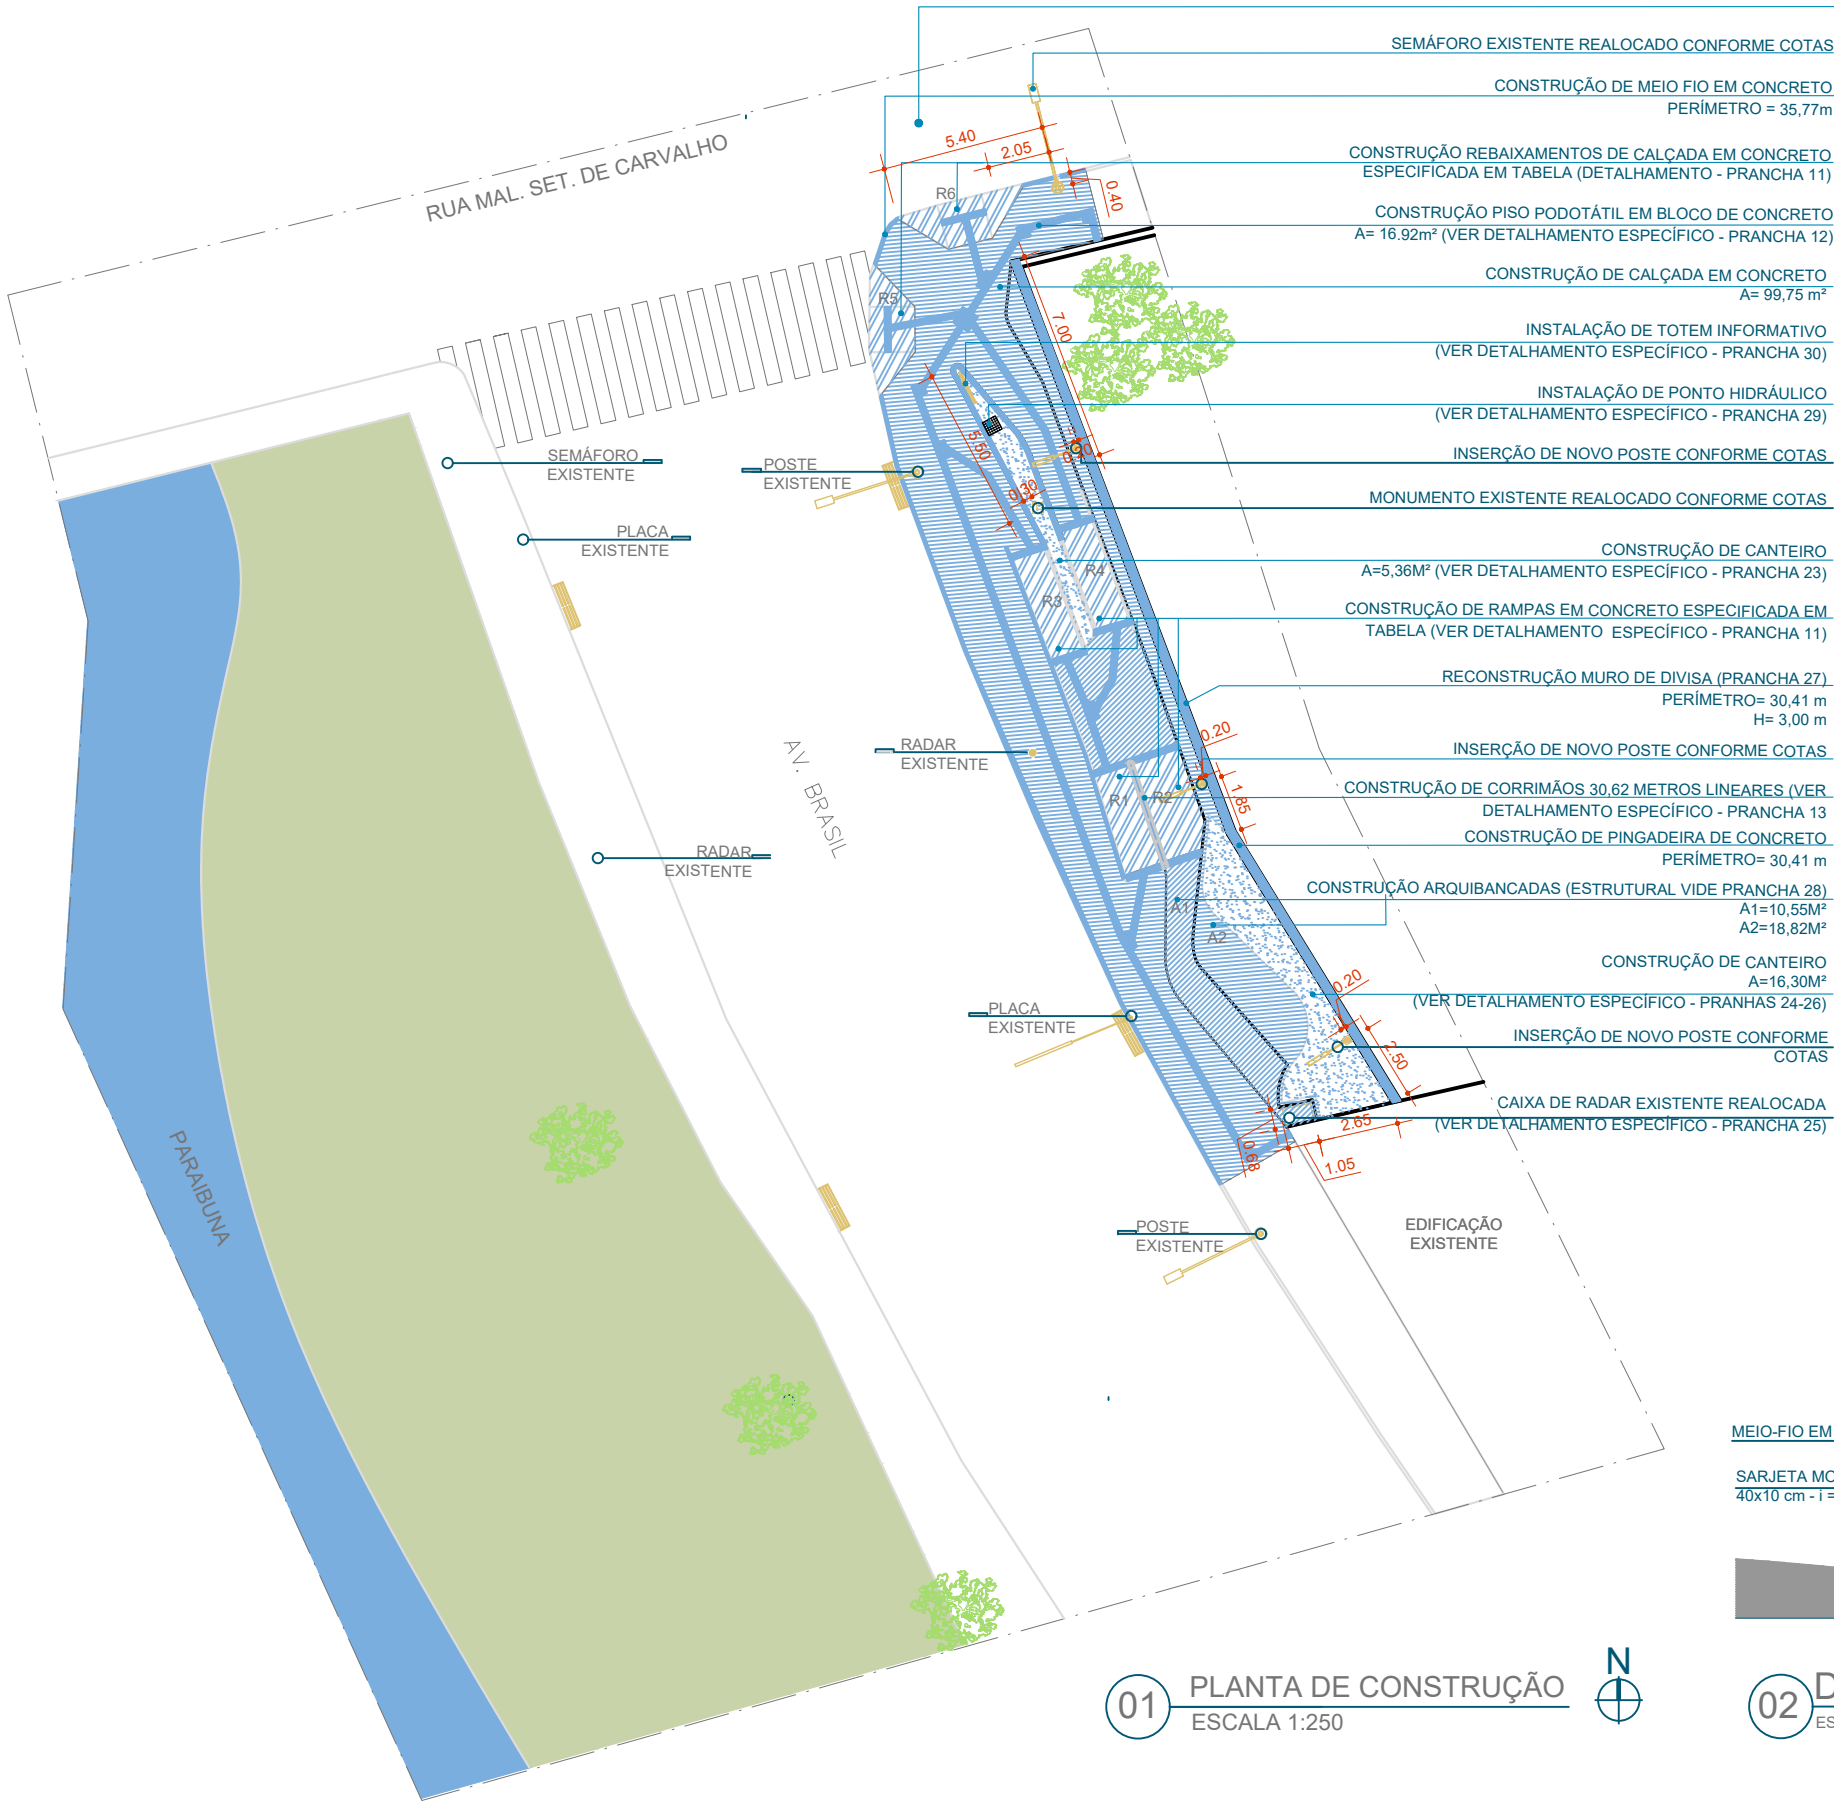 SEMÁFORO EXISTENTE REALOCADO CONFORME COTAS
CONSTRUÇÃO DE MEIO FIO EM CONCRETO
PERÍMETRO = 35,77m
CONSTRUÇÃO REBAIXAMENTOS DE CALÇADA EM CONCRETO
ESPECIFICADA EM TABELA (DETALHAMENTO - PRANCHA 11)
CONSTRUÇÃO PISO PODOTÁTIL EM BLOCO DE CONCRETO
A= 16.92m² (VER DETALHAMENTO ESPECÍFICO - PRANCHA 12)
CONSTRUÇÃO DE CALÇADA EM CONCRETO
A= 99,75 m²
INSTALAÇÃO DE TOTEM INFORMATIVO
(VER DETALHAMENTO ESPECÍFICO - PRANCHA 30)
INSTALAÇÃO DE PONTO HIDRÁULICO
(VER DETALHAMENTO ESPECÍFICO - PRANCHA 29)
INSERÇÃO DE NOVO POSTE CONFORME COTAS
MONUMENTO EXISTENTE REALOCADO CONFORME COTAS
CONSTRUÇÃO DE CANTEIRO
A=5,36M² (VER DETALHAMENTO ESPECÍFICO - PRANCHA 23)
CONSTRUÇÃO DE RAMPAS EM CONCRETO ESPECIFICADA EM
TABELA (VER DETALHAMENTO ESPECÍFICO - PRANCHA 11)
RECONSTRUÇÃO MURO DE DIVISA (PRANCHA 27)
PERÍMETRO= 30,41 m
H= 3,00 m
INSERÇÃO DE NOVO POSTE CONFORME COTAS
CONSTRUÇÃO DE CORRIMÃOS 30,62 METROS LINEARES (VER
DETALHAMENTO ESPECÍFICO - PRANCHA 13
CONSTRUÇÃO DE PINGADEIRA DE CONCRETO
PERÍMETRO= 30,41 m
CONSTRUÇÃO ARQUIBANCADAS (ESTRUTURAL VIDE PRANCHA 28)
A1=10,55M²
A2=18,82M²
CONSTRUÇÃO DE CANTEIRO
A=16,30M²
(VER DETALHAMENTO ESPECÍFICO - PRANHAS 24-26)
INSERÇÃO DE NOVO POSTE CONFORME
COTAS
CAIXA DE RADAR EXISTENTE REALOCADA
(VER DETALHAMENTO ESPECÍFICO - PRANCHA 25)
RUA MAL. SET. DE CARVALHO
5.40
2.05
0.40
R6
R5
7.00
5.50
0.20
0.30
R4
R3
0.20
1.85
R1
R2
A1
A2
0.20
2.50
2.65
1.05
0.68
SEMÁFORO
EXISTENTE
POSTE
EXISTENTE
PLACA
EXISTENTE
RADAR
EXISTENTE
AV. BRASIL
RADAR
EXISTENTE
PLACA
EXISTENTE
PARAIBUNA
POSTE
EXISTENTE
EDIFICAÇÃO
EXISTENTE
MEIO-FIO EM
SARJETA MO
40x10 cm - i =
01
PLANTA DE CONSTRUÇÃO
ESCALA 1:250
N
02
D
ES